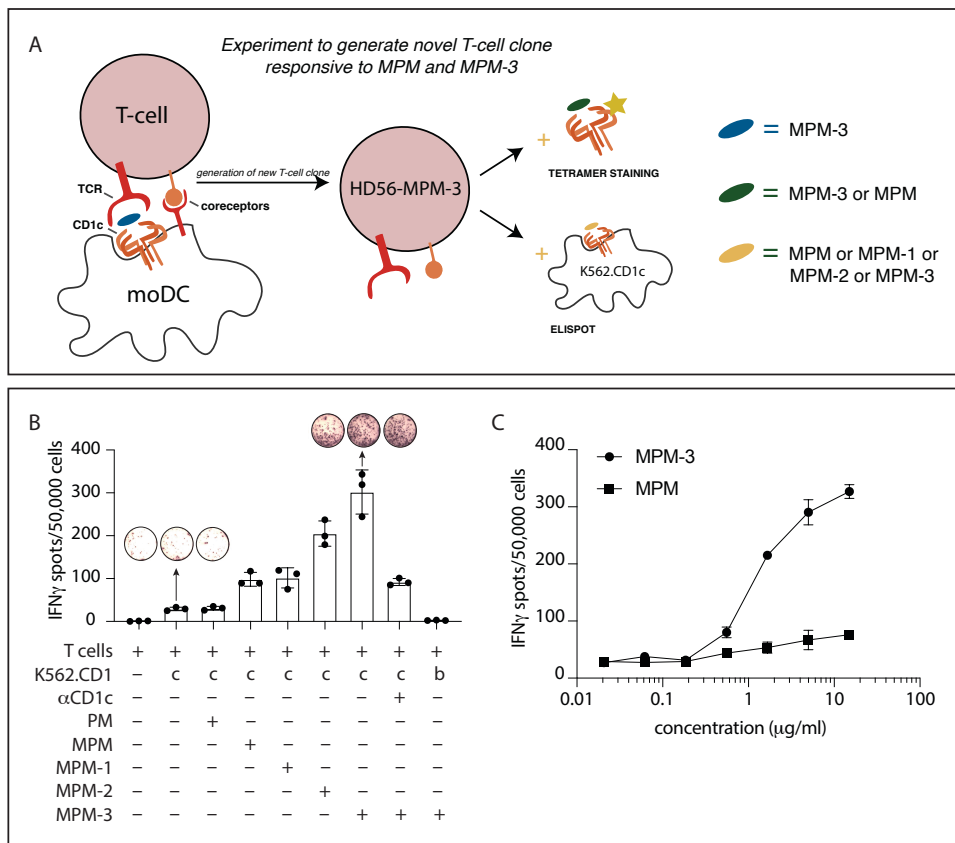 A
Experiment to generate novel T-cell clone
responsive to MPM and MPM-3
T-cell
TCR
CD1c
coreceptors
moDC
generation of new T-cell clone
HD56-MPM-3
+
TETRAMER STAINING
+
K562.CD1c
ELISPOT
= MPM-3
= MPM-3 or MPM
= MPM or MPM-1 or
MPM-2 or MPM-3
B
IFNγ spots/50,000 cells
400
300
200
100
0
T cells + + + + + + + + +
K562.CD1 – c c c c c c c b
αCD1c – – – – – – – + –
PM – – + – – – – – –
MPM – – – + – – – – –
MPM-1 – – – – + – – – –
MPM-2 – – – – – + – – –
MPM-3 – – – – – – + + +
C
IFNγ spots/50,000 cells
400
300
200
100
0
MPM-3
MPM
0.01 0.1 1 10 100
concentration (μg/ml)